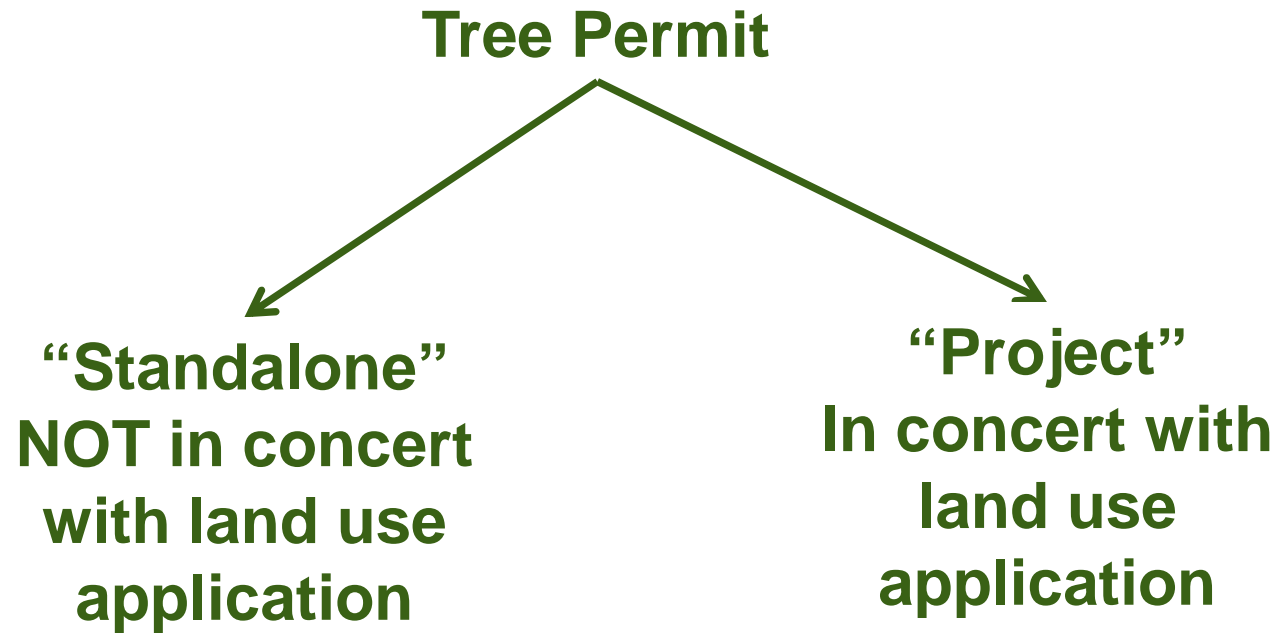 Tree Permit
“Standalone”
NOT in concert
with land use
application
“Project”
In concert with
land use
application